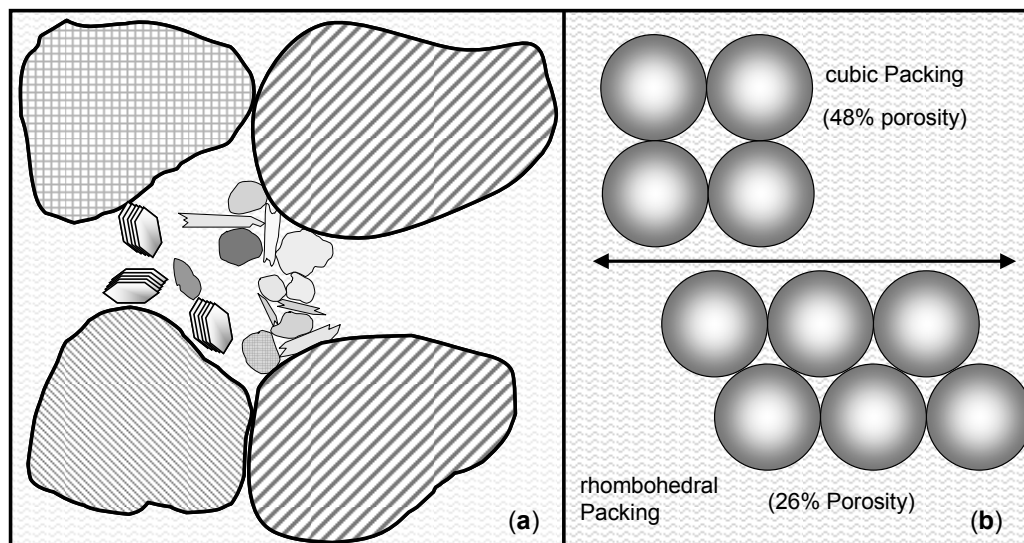 cubic Packing
(48% porosity)
rhombohedral
Packing
(26% Porosity)
(a)
(b)